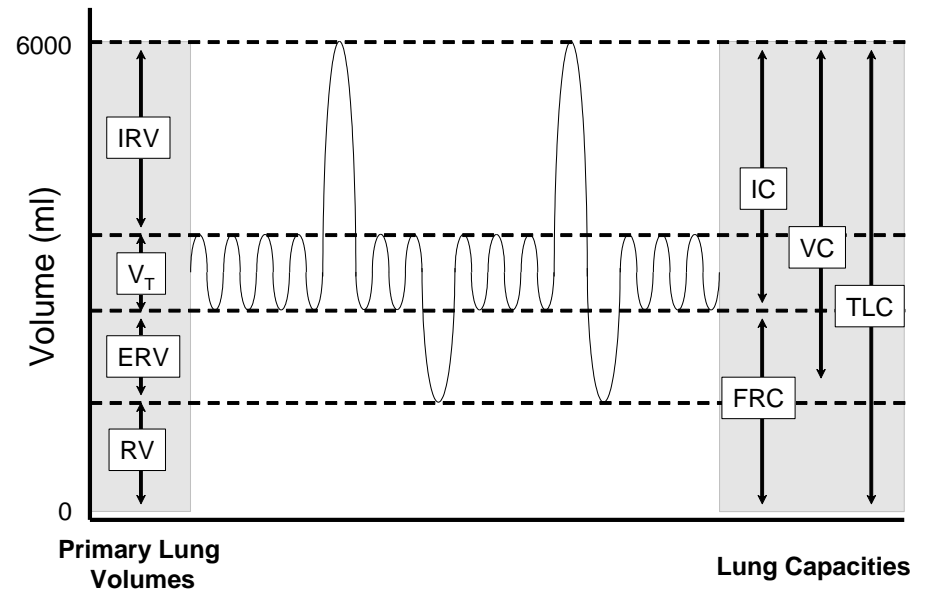 6000
IRV
IC
VC
V_T
TLC
ERV
FRC
RV
0
Volume (ml)
Primary Lung
Volumes
Lung Capacities